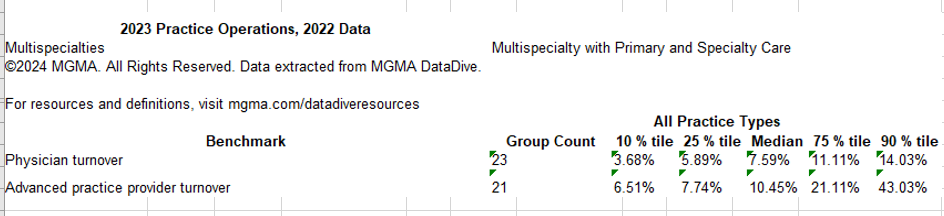 2023 Practice Operations, 2022 Data
Multispecialties Multispecialty with Primary and Specialty Care
©2024 MGMA. All Rights Reserved. Data extracted from MGMA DataDive.
For resources and definitions, visit mgma.com/datadiveresources
All Practice Types
Benchmark Group Count 10 % tile 25 % tile Median 75 % tile 90 % tile
Physician turnover 23 3.68% 5.89% 7.59% 11.11% 14.03%
Advanced practice provider turnover 21 6.51% 7.74% 10.45% 21.11% 43.03%